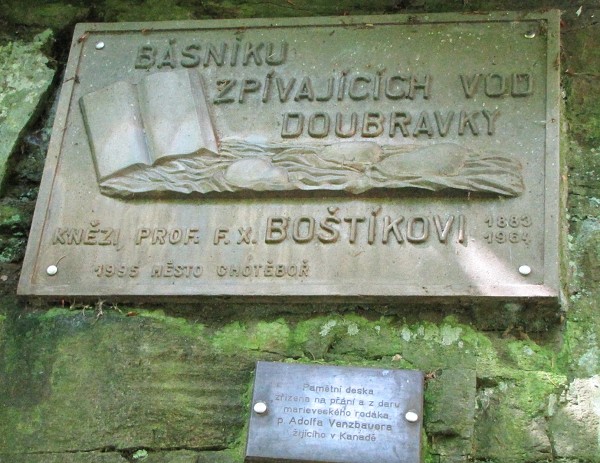 BÁSNÍKU
ZPÍVAJÍCÍCH VOD
DOUBRAVKY
KNĚZI, PROF. F.X. BOŠTÍKOVI 1883
1964
1995 MĚSTO CHOTĚBOŘ
Pamětní deska
zřízena na přání a z daru
marieveckého rodáka
p. Adolfa Venzbauera
žijícího v Kanadě